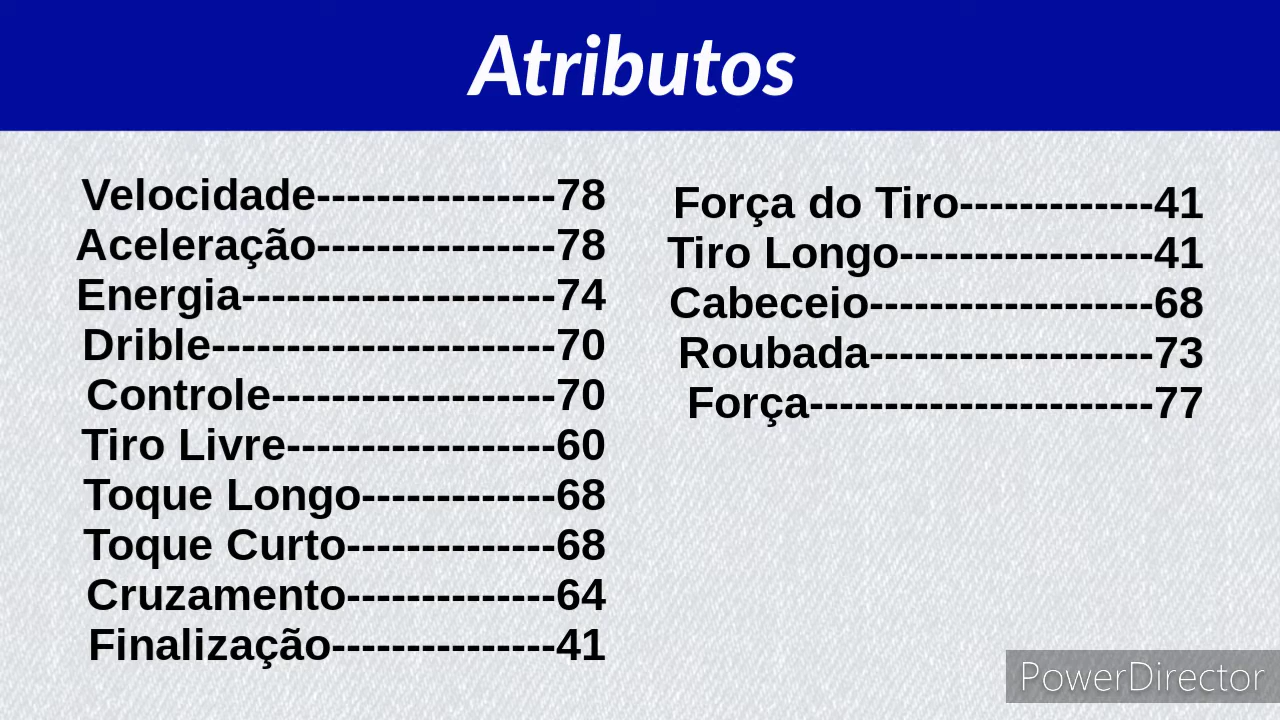 Atributos
Velocidade----------------78
Aceleração----------------78
Energia---------------------74
Drible-----------------------70
Controle-------------------70
Tiro Livre------------------60
Toque Longo-------------68
Toque Curto--------------68
Cruzamento--------------64
Finalização---------------41
Força do Tiro-------------41
Tiro Longo-----------------41
Cabeceio-------------------68
Roubada-------------------73
Força-----------------------77
PowerDirector